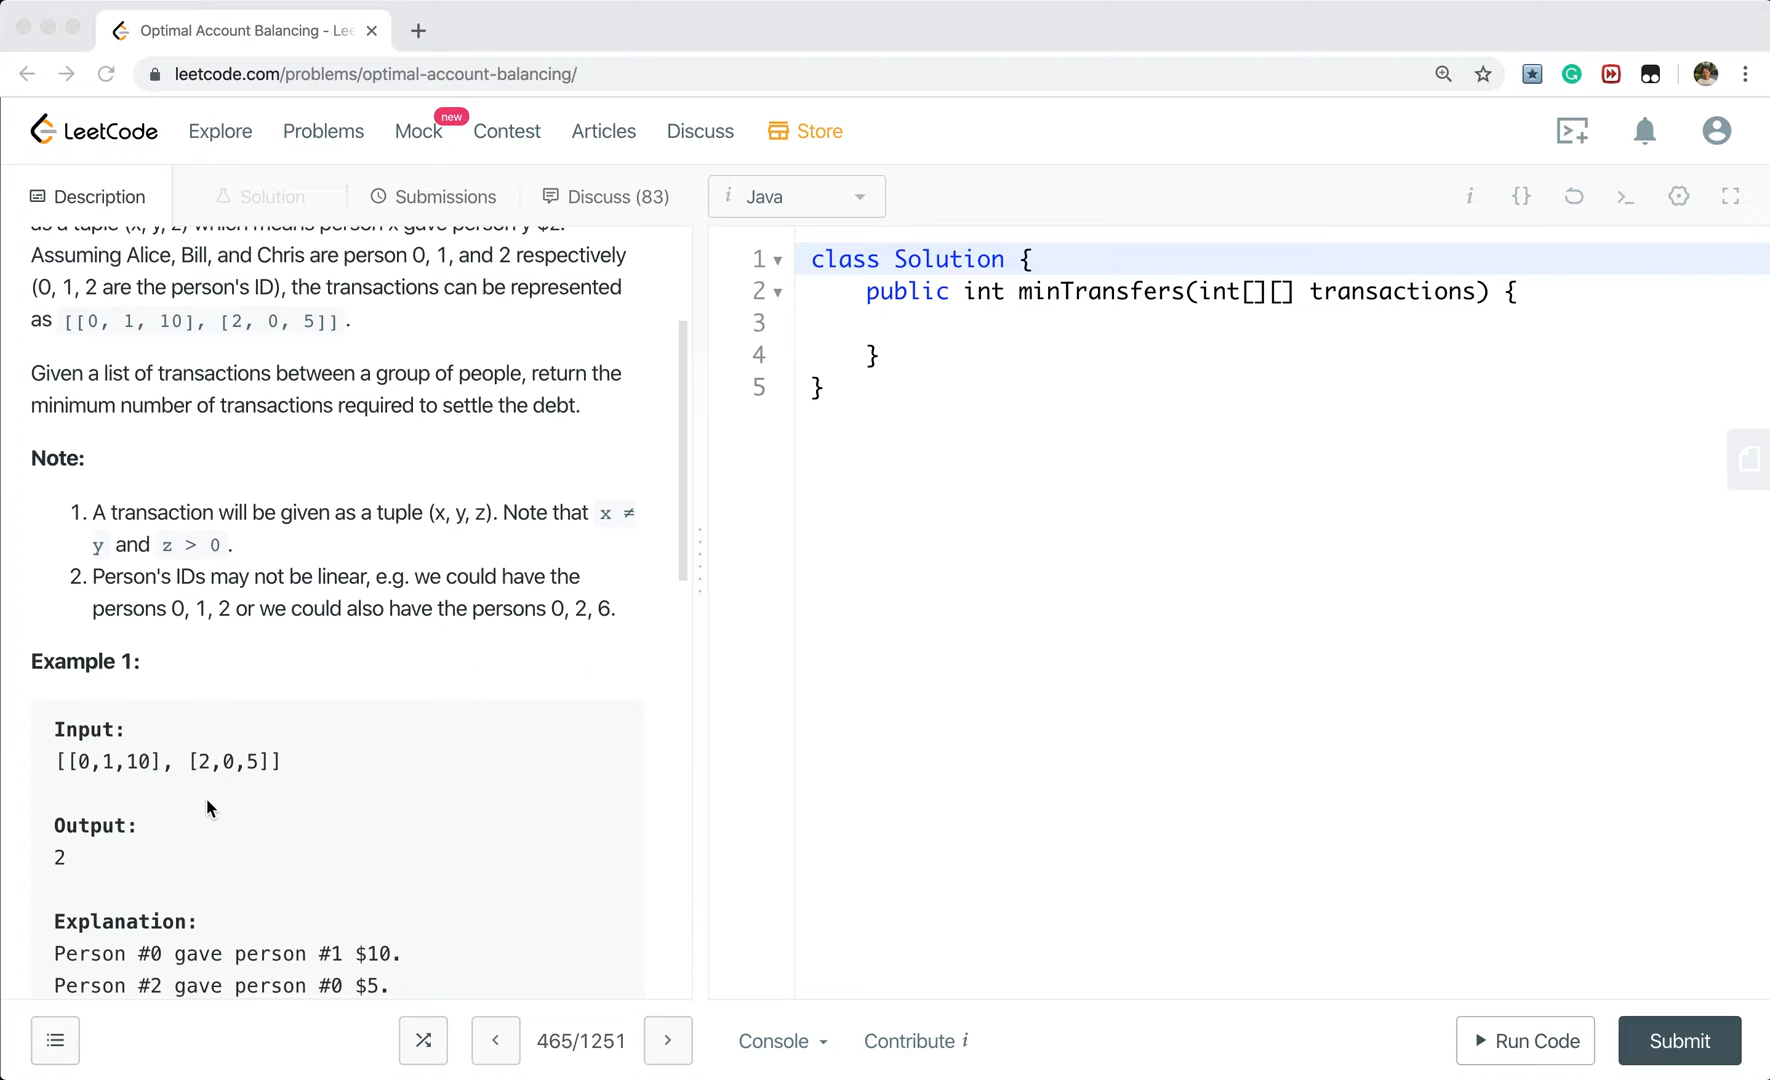 Optimal Account Balancing - Lee
leetcode.com/problems/optimal-account-balancing/
LeetCode
Explore
Problems
Mock
new
Contest
Articles
Discuss
Store
Description
Solution
Submissions
Discuss (83)
i Java
i {}
as a tuple (x, y, z) which means person x gave person y $z.
Assuming Alice, Bill, and Chris are person 0, 1, and 2 respectively
(0, 1, 2 are the person's ID), the transactions can be represented
as [[0, 1, 10], [2, 0, 5]].
Given a list of transactions between a group of people, return the
minimum number of transactions required to settle the debt.
Note:
1. A transaction will be given as a tuple (x, y, z). Note that x ≠
y and z > 0.
2. Person's IDs may not be linear, e.g. we could have the
persons 0, 1, 2 or we could also have the persons 0, 2, 6.
Example 1:
Input:
[[0,1,10], [2,0,5]]
Output:
2
Explanation:
Person #0 gave person #1 $10.
Person #2 gave person #0 $5.
1 class Solution {
2 public int minTransfers(int[][] transactions) {
3
4 }
5 }
465/1251
Console
Contribute i
Run Code
Submit